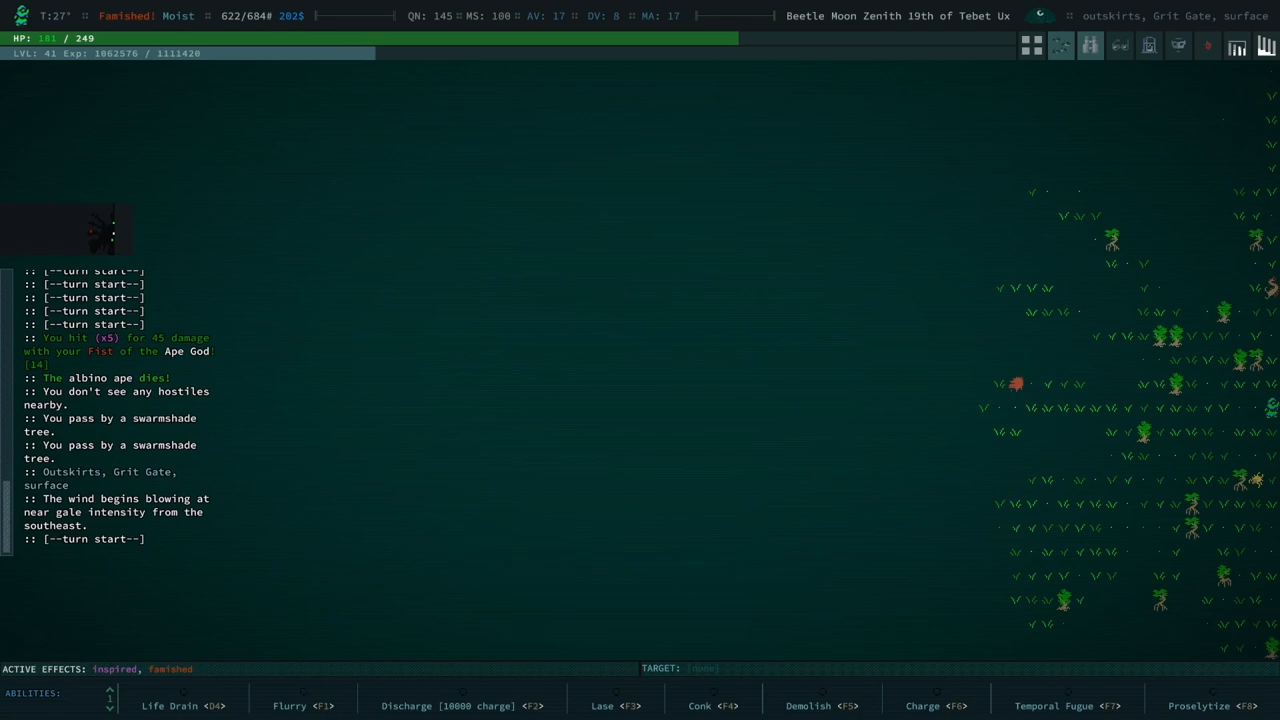 T:27° :: Famished! Moist :: 622/684# 202$ QN: 145 :: MS: 100 :: AV: 17 :: DV: 8 :: MA: 17 Beetle Moon Zenith 19th of Tebet Ux :: outskirts, Grit Gate, surface
HP: 181 / 249
LVL: 41 Exp: 1062576 / 1111420
:: [--turn start--]
:: [--turn start--]
:: [--turn start--]
:: [--turn start--]
:: [--turn start--]
:: You hit (x5) for 45 damage
with your Fist of the Ape God!
[14]
:: The albino ape dies!
:: You don't see any hostiles
nearby.
:: You pass by a swarmshade
tree.
:: You pass by a swarmshade
tree.
:: Outskirts, Grit Gate,
surface
:: The wind begins blowing at
near gale intensity from the
southeast.
:: [--turn start--]
ACTIVE EFFECTS: inspired, famished TARGET: [none]
ABILITIES: 1 Life Drain <D4> Flurry <F1> Discharge [10000 charge] <F2> Lase <F3> Conk <F4> Demolish <F5> Charge <F6> Temporal Fugue <F7> Proselytize <F8>